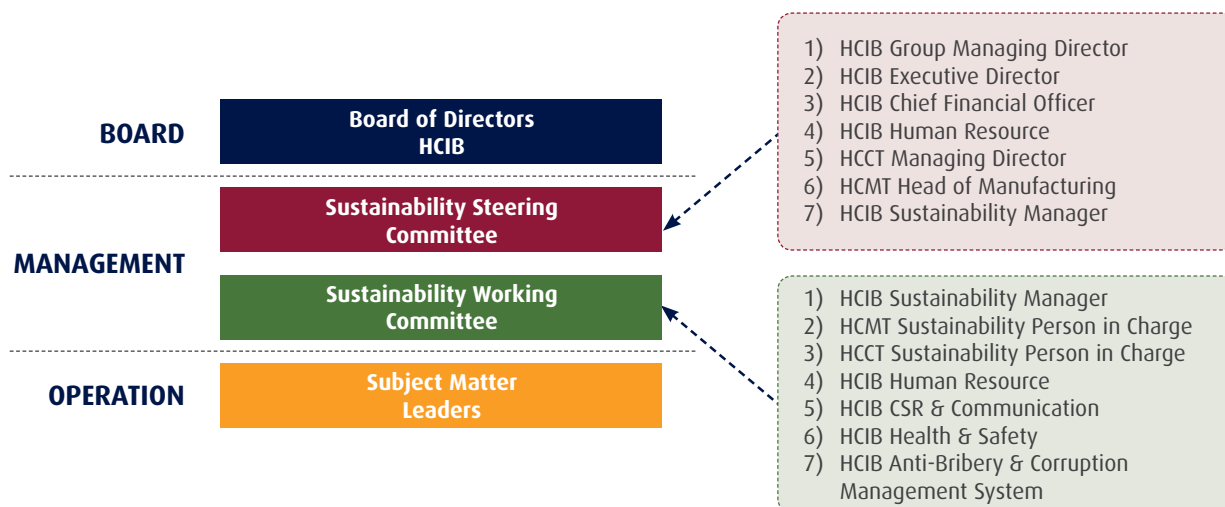 BOARD
Board of Directors
HCIB
MANAGEMENT
Sustainability Steering
Committee
Sustainability Working
Committee
OPERATION
Subject Matter
Leaders
1) HCIB Group Managing Director
2) HCIB Executive Director
3) HCIB Chief Financial Officer
4) HCIB Human Resource
5) HCCT Managing Director
6) HCMT Head of Manufacturing
7) HCIB Sustainability Manager
1) HCIB Sustainability Manager
2) HCMT Sustainability Person in Charge
3) HCCT Sustainability Person in Charge
4) HCIB Human Resource
5) HCIB CSR & Communication
6) HCIB Health & Safety
7) HCIB Anti-Bribery & Corruption
Management System